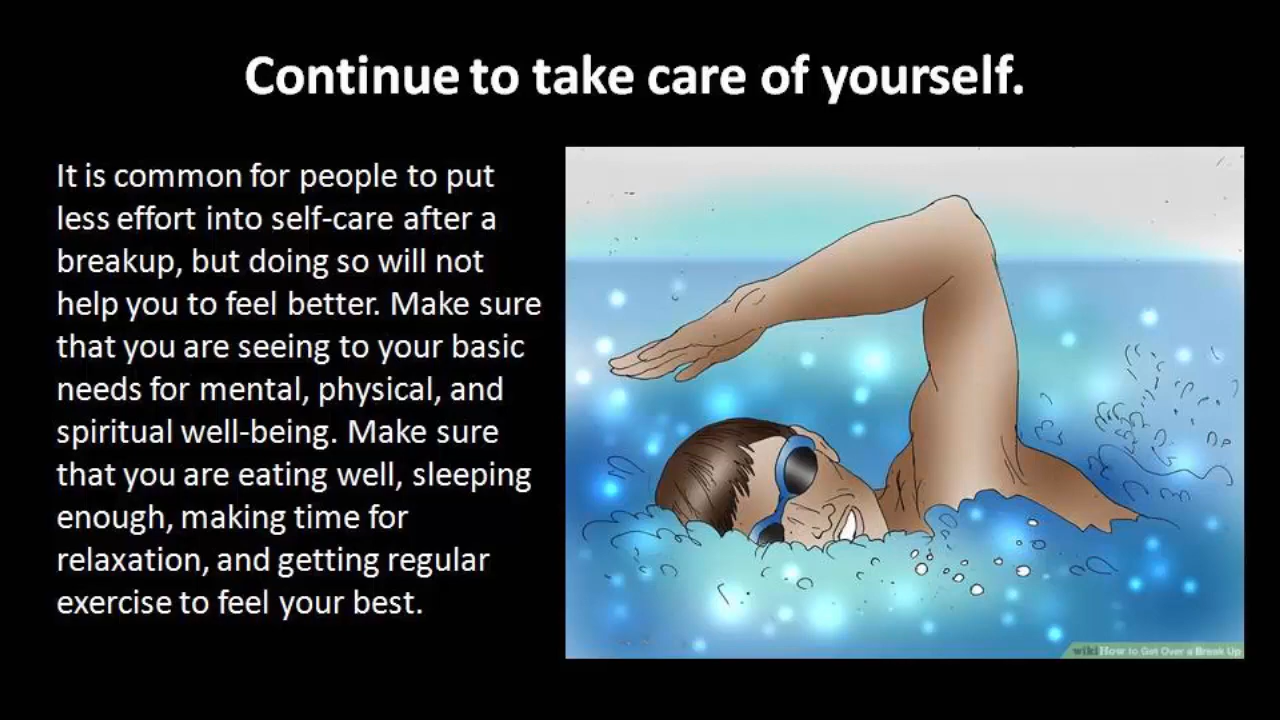 Continue to take care of yourself.
It is common for people to put
less effort into self-care after a
breakup, but doing so will not
help you to feel better. Make sure
that you are seeing to your basic
needs for mental, physical, and
spiritual well-being. Make sure
that you are eating well, sleeping
enough, making time for
relaxation, and getting regular
exercise to feel your best.
wikiHow to Get Over a Break Up